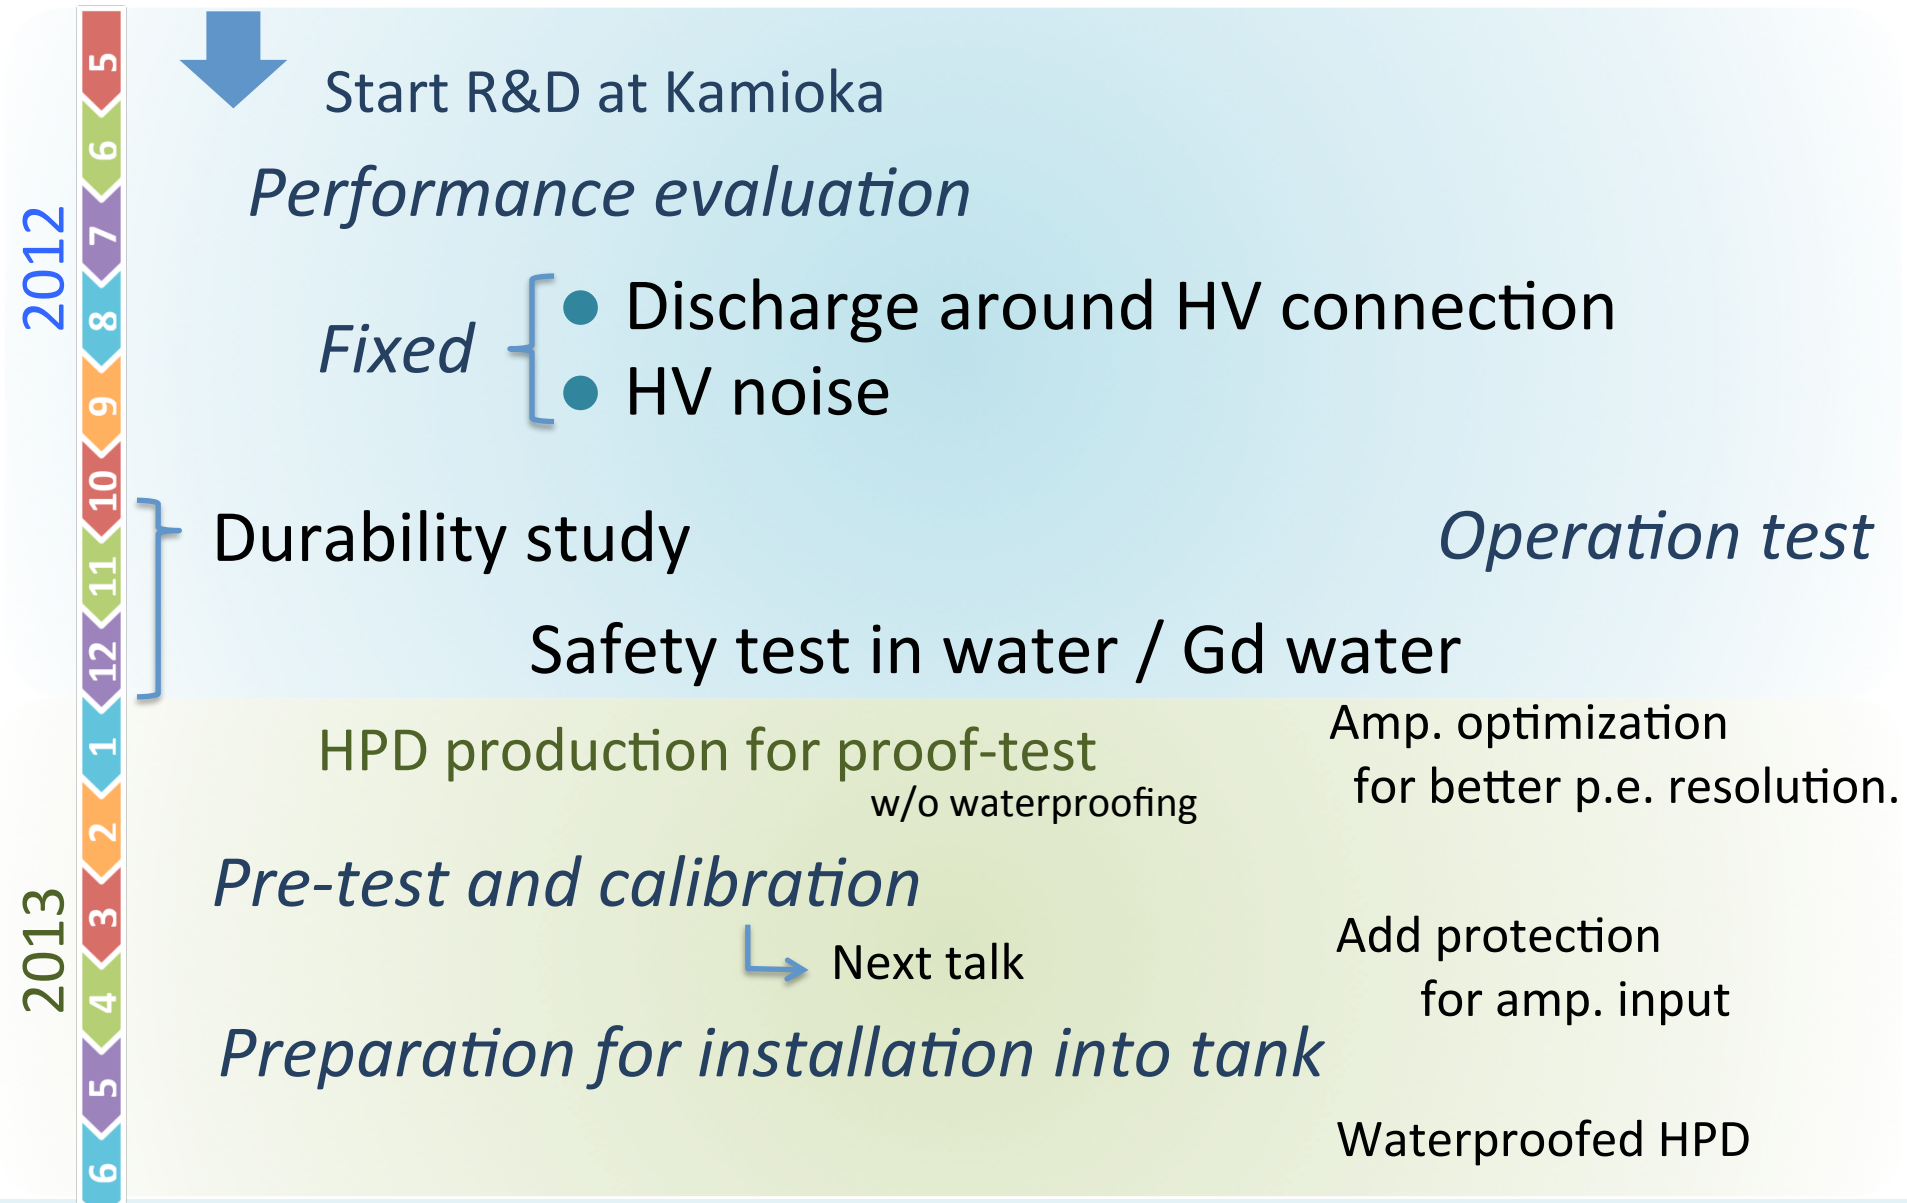 2012
5
6
7
8
9
10
11
12
Start R&D at Kamioka
Performance evaluation
Fixed
● Discharge around HV connection
● HV noise
Durability study
Operation test
Safety test in water / Gd water
2013
1
2
3
4
5
6
HPD production for proof-test
w/o waterproofing
Amp. optimization
for better p.e. resolution.
Pre-test and calibration
Next talk
Add protection
for amp. input
Preparation for installation into tank
Waterproofed HPD